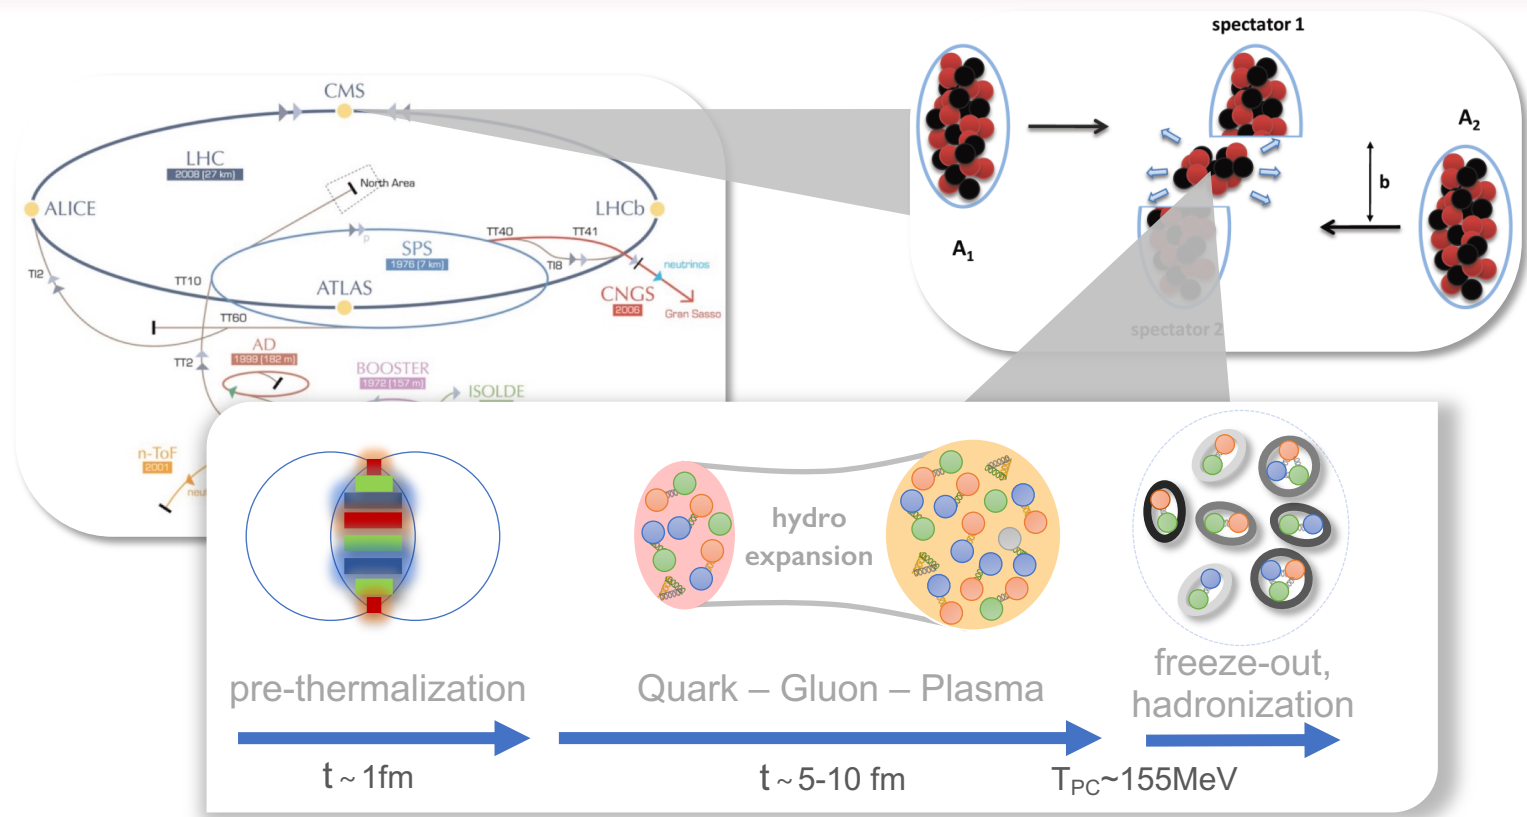 CMS
LHC
2008 (27 km)
North Area
ALICE
LHCb
TT40
TT41
SPS
1976 (7 km)
p
TI8
neutrinos
TI2
TT10
ATLAS
CNGS
2006
Gran Sasso
TT60
AD
1999 (182 m)
TT2
BOOSTER
1972 (157 m)
ISOLDE
n-ToF
2001
spectator 1
A1
A2
b
spectator 2
hydro
expansion
pre-thermalization
Quark – Gluon – Plasma
freeze-out,
hadronization
t ~ 1fm
t ~ 5-10 fm
TPC~155MeV